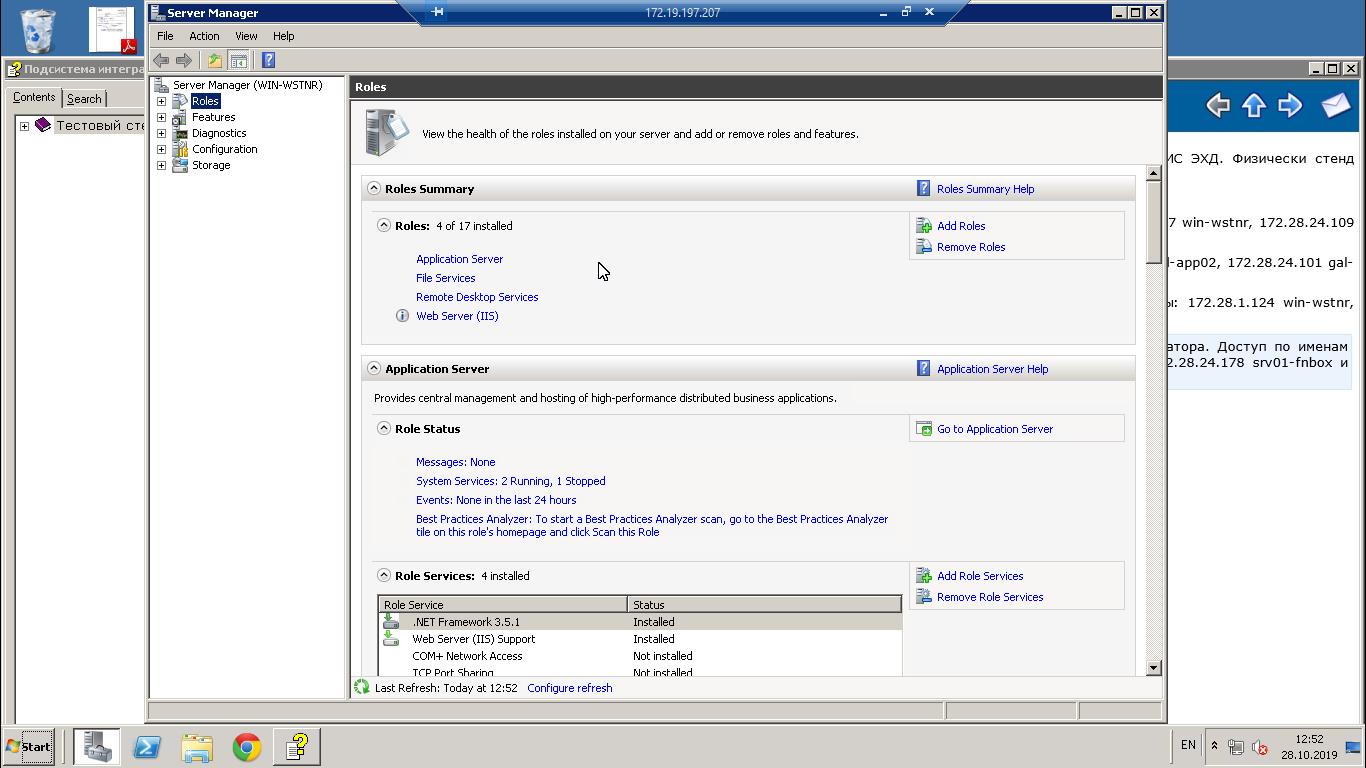 Server Manager
172.19.197.207
File Action View Help
Подсистема интегра
Contents Search
Тестовый сте
Server Manager (WIN-WSTNR)
Roles
Features
Diagnostics
Configuration
Storage
Roles
View the health of the roles installed on your server and add or remove roles and features.
Roles Summary
Roles Summary Help
Roles: 4 of 17 installed
Add Roles
Remove Roles
Application Server
File Services
Remote Desktop Services
Web Server (IIS)
Application Server
Application Server Help
Provides central management and hosting of high-performance distributed business applications.
Role Status
Go to Application Server
Messages: None
System Services: 2 Running, 1 Stopped
Events: None in the last 24 hours
Best Practices Analyzer: To start a Best Practices Analyzer scan, go to the Best Practices Analyzer
tile on this role's homepage and click Scan this Role
Role Services: 4 installed
Add Role Services
Remove Role Services
Role Service Status
.NET Framework 3.5.1 Installed
Web Server (IIS) Support Installed
COM+ Network Access Not installed
TCP Port Sharing Not installed
Last Refresh: Today at 12:52 Configure refresh
ИС ЭХД. Физически стенд
7 win-wstnr, 172.28.24.109
l-app02, 172.28.24.101 gal-
ы: 172.28.1.124 win-wstnr,
атора. Доступ по именам
2.28.24.178 srv01-fnbox и
Start
EN
12:52
28.10.2019